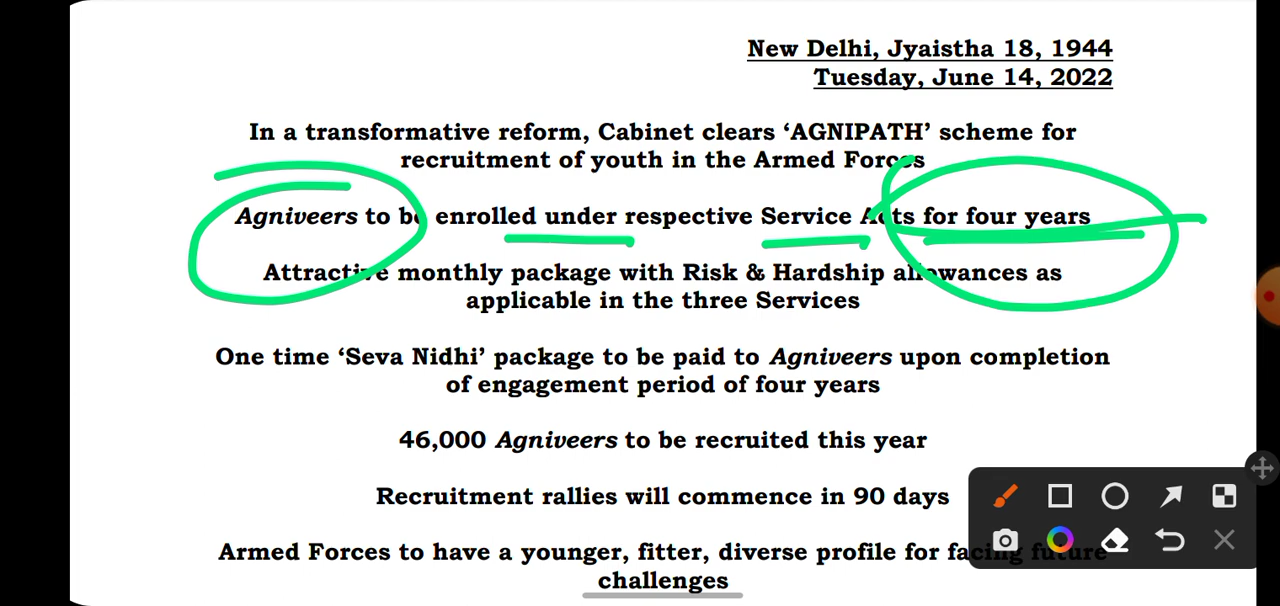 New Delhi, Jyaistha 18, 1944
Tuesday, June 14, 2022
In a transformative reform, Cabinet clears ‘AGNIPATH’ scheme for
recruitment of youth in the Armed Forces
Agniveers to be enrolled under respective Service Acts for four years
Attractive monthly package with Risk & Hardship allowances as
applicable in the three Services
One time ‘Seva Nidhi’ package to be paid to Agniveers upon completion
of engagement period of four years
46,000 Agniveers to be recruited this year
Recruitment rallies will commence in 90 days
Armed Forces to have a younger, fitter, diverse profile for facing future
challenges